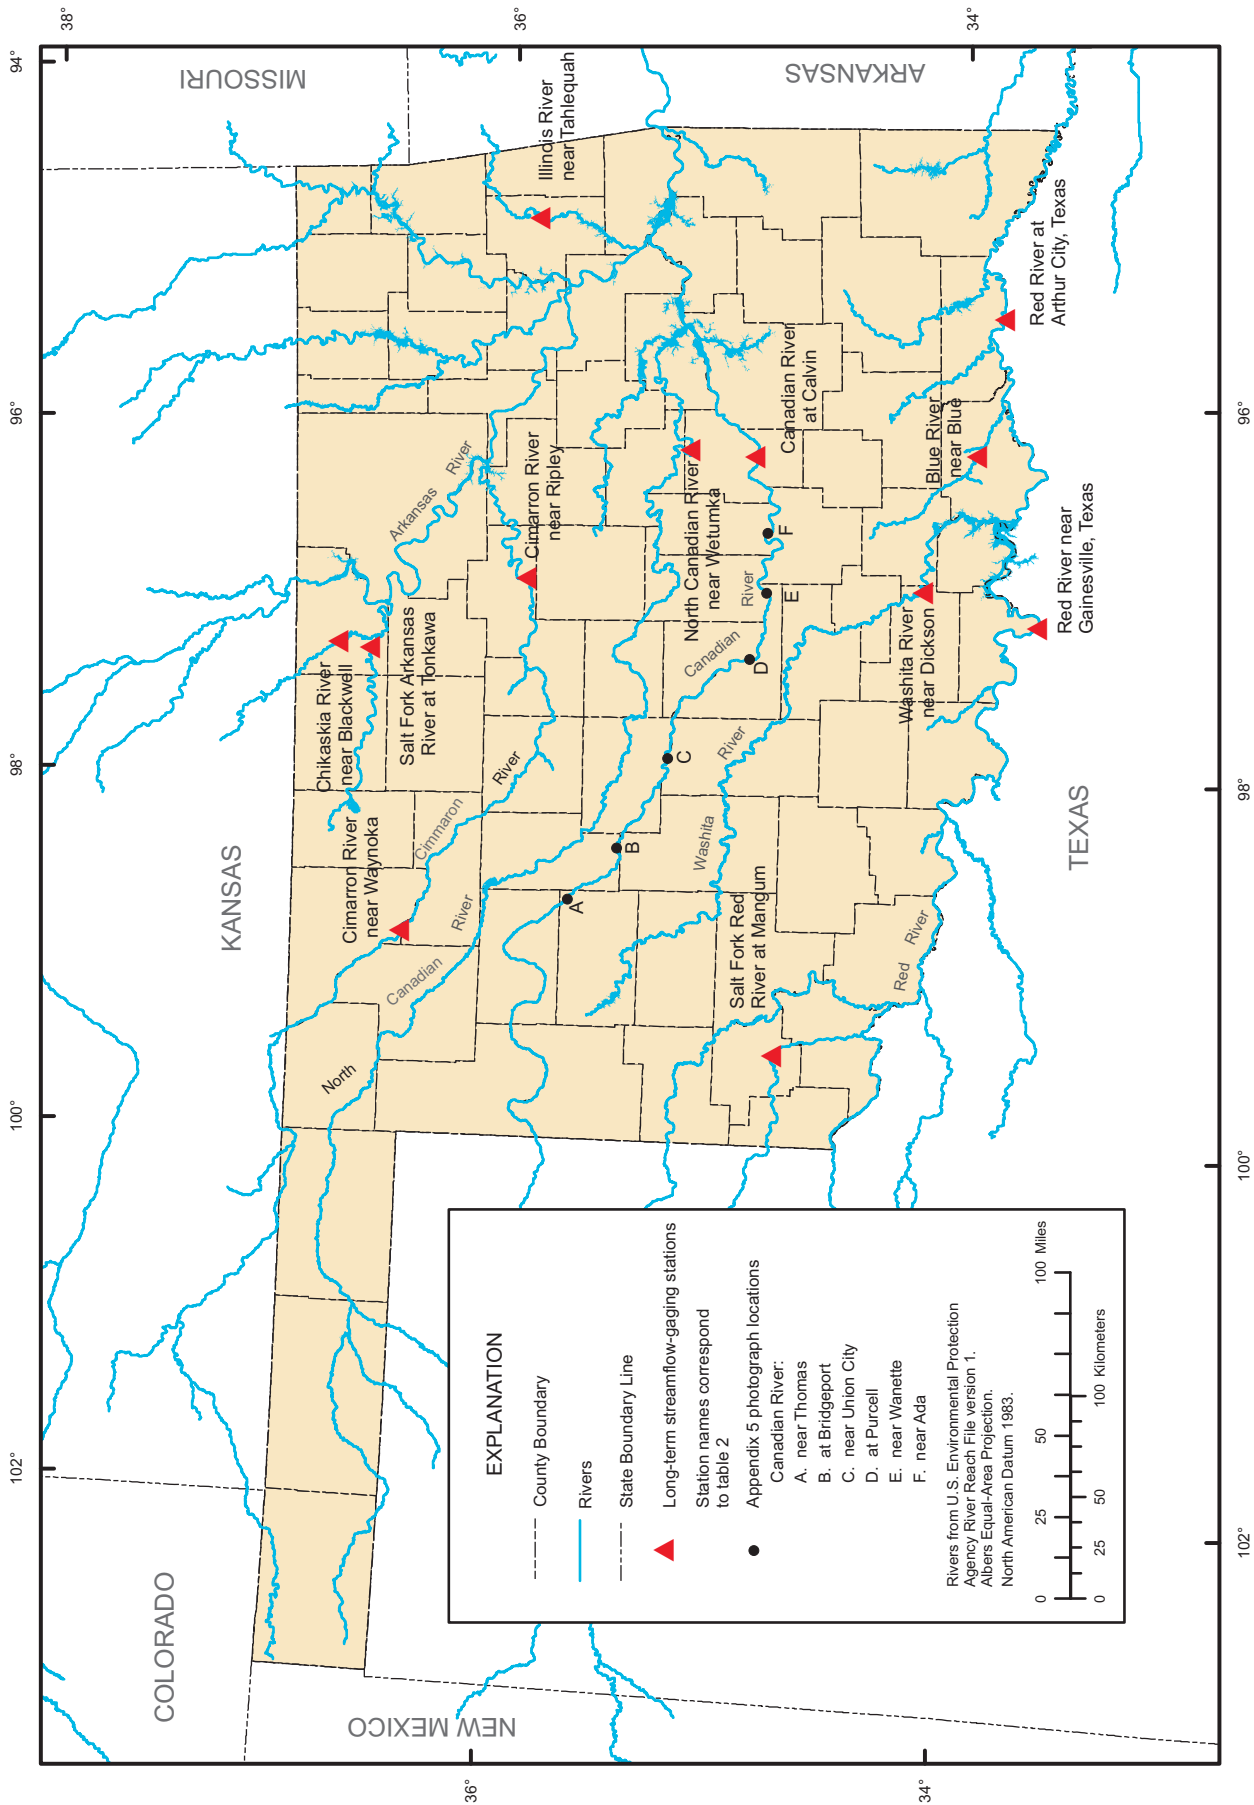 102°
100°
98°
96°
94°
38°
36°
34°
36°
34°
102°
100°
98°
96°
COLORADO
KANSAS
MISSOURI
NEW MEXICO
TEXAS
ARKANSAS
Chikaskia River
near Blackwell
Salt Fork Arkansas
River at Tonkawa
Cimarron River
near Waynoka
Cimarron River
near Ripley
Illinois River
near Tahlequah
North Canadian River
near Wetumka
Canadian River
at Calvin
Salt Fork Red
River at Mangum
Washita River
near Dickson
Blue River
near Blue
Red River near
Gainesville, Texas
Red River at
Arthur City, Texas
Arkansas
River
Cimmaron
River
North
Canadian
River
Canadian
River
Washita
River
Red
River
A
B
C
D
E
F
EXPLANATION
County Boundary
Rivers
State Boundary Line
Long-term streamflow-gaging stations
Station names correspond
to table 2
Appendix 5 photograph locations
Canadian River:
A. near Thomas
B. at Bridgeport
C. near Union City
D. at Purcell
E. near Wanette
F. near Ada
Rivers from U.S. Environmental Protection
Agency River Reach File version 1.
Albers Equal-Area Projection.
North American Datum 1983.
0 25 50 100 Miles
0 25 50 100 Kilometers